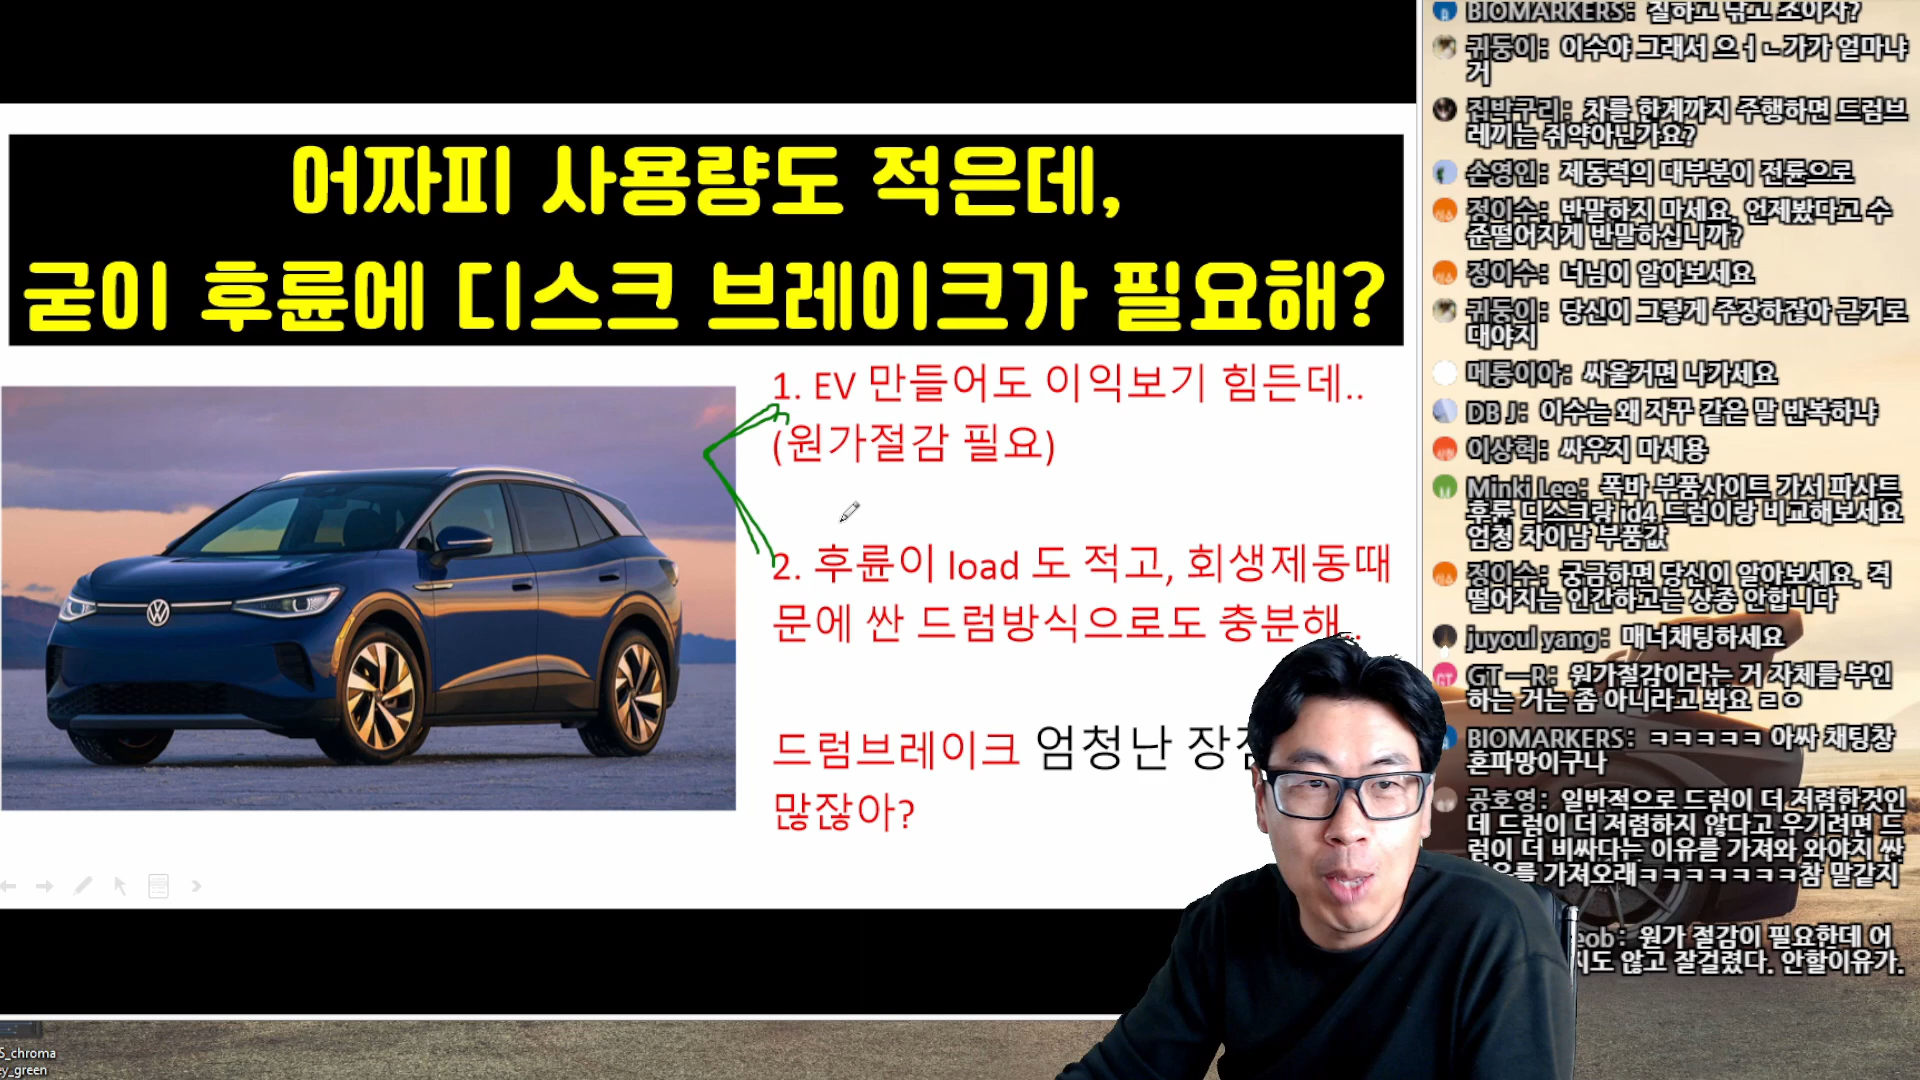 어짜피 사용량도 적은데,
굳이 후륜에 디스크 브레이크가 필요해?
1. EV 만들어도 이익보기 힘든데..
(원가절감 필요)
2. 후륜이 load 도 적고, 회생제동때
문에 싼 드럼방식으로도 충분해..
드럼브레이크 엄청난 장점
많잖아?
BIOMARKERS: 칠하고 닦고 조이자?
귀둥이: 이수야 그래서 으ㅓㄴ가가 얼마냐
거
집박구리: 차를 한계까지 주행하면 드럼브
레끼는 취약아닌가요?
손영인: 제동력의 대부분이 전륜으로
정이수: 반말하지 마세요. 언제봤다고 수
준떨어지게 반말하십니까?
정이수: 너님이 알아보세요
귀둥이: 당신이 그렇게 주장하잖아 근거로
대야지
메롱이아: 싸울거면 나가세요
DB J: 이수는 왜 자꾸 같은 말 반복하냐
이상혁: 싸우지 마세용
Minki Lee: 폭바 부품사이트 가서 파사트
후륜 디스크랑 id4 드럼이랑 비교해보세요
엄청 차이남 부품값
정이수: 궁금하면 당신이 알아보세요. 격
떨어지는 인간하고는 상종 안합니다
juyoul yang: 매너채팅하세요
GT—R: 원가절감이라는 거 자체를 부인
하는 거는 좀 아니라고 봐요 ㄹㅇ
BIOMARKERS: ㅋㅋㅋㅋㅋ 아싸 채팅창
혼파망이구나
공호영: 일반적으로 드럼이 더 저렴한것인
데 드럼이 더 저렴하지 않다고 우기려면 드
럼이 더 비싸다는 이유를 가져와 와야지 싼
를 가져오래ㅋㅋㅋㅋㅋㅋㅋ참 말같지
eob: 원가 절감이 필요한데 어
지도 않고 잘걸렸다. 안할이유가.
S_chroma
ey_green